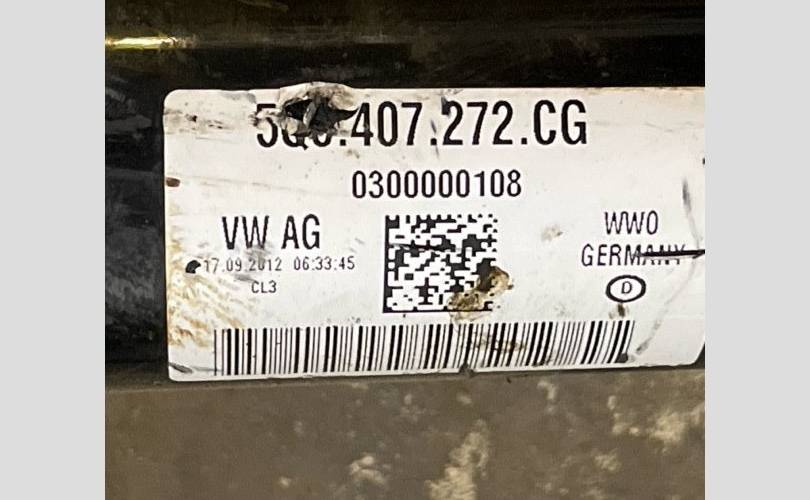 407.272.CG
0300000108
VW AG
17.09.2012 06:33:45
CL3
WWO
GERMANY
D